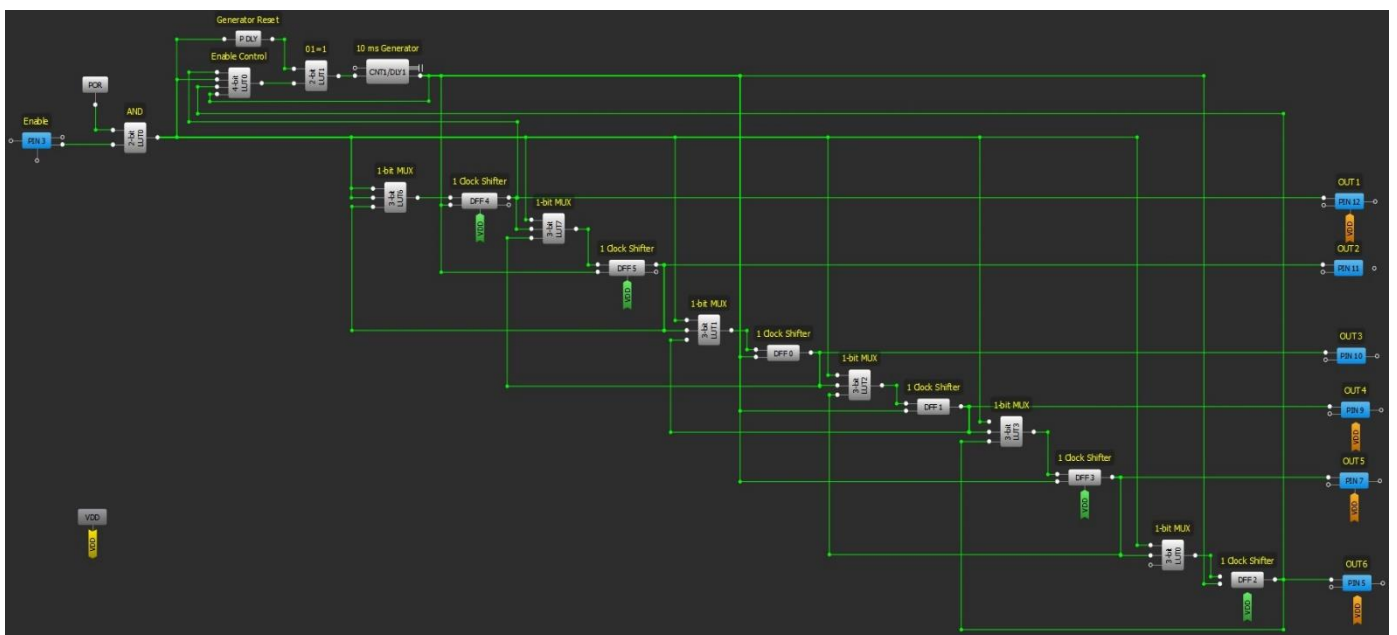 Generator Reset
P DLY
Enable Control
4-bit
LUT0
01=1
2-bit
LUT1
10 ms Generator
CNT1/DLY1
POR
Enable
PIN 3
AND
2-bit
LUT0
1-bit MUX
3-bit
LUT6
1 Clock Shifter
DFF 4
VDD
1-bit MUX
3-bit
LUT7
1 Clock Shifter
DFF 5
VDD
1-bit MUX
3-bit
LUT1
1 Clock Shifter
DFF 0
1-bit MUX
3-bit
LUT2
1 Clock Shifter
DFF 1
1-bit MUX
3-bit
LUT3
1 Clock Shifter
DFF 3
VDD
1-bit MUX
3-bit
LUT0
1 Clock Shifter
DFF 2
VDD
OUT1
PIN 12
VDD
OUT2
PIN 11
OUT3
PIN 10
OUT4
PIN 9
VDD
OUT5
PIN 7
VDD
OUT6
PIN 5
VDD
VDD
VDD